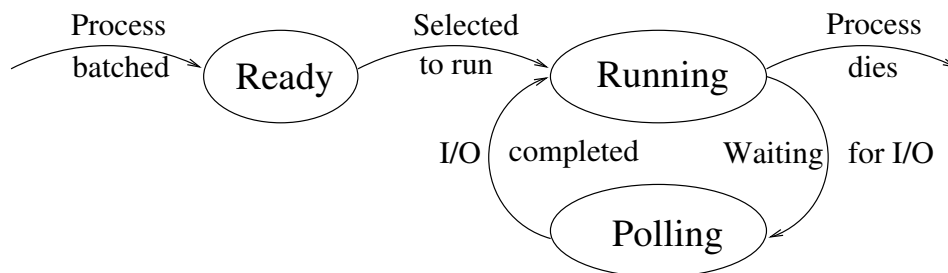 Process
batched
Ready
Selected
to run
Running
Process
dies
I/O completed
Waiting for I/O
Polling